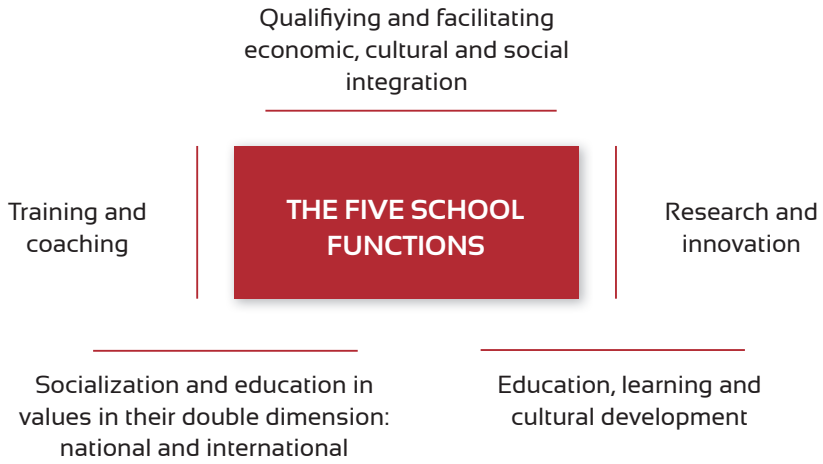 Qualifiying and facilitating
economic, cultural and social
integration
Training and
coaching
THE FIVE SCHOOL
FUNCTIONS
Research and
innovation
Socialization and education in
values in their double dimension:
national and international
Education, learning and
cultural development